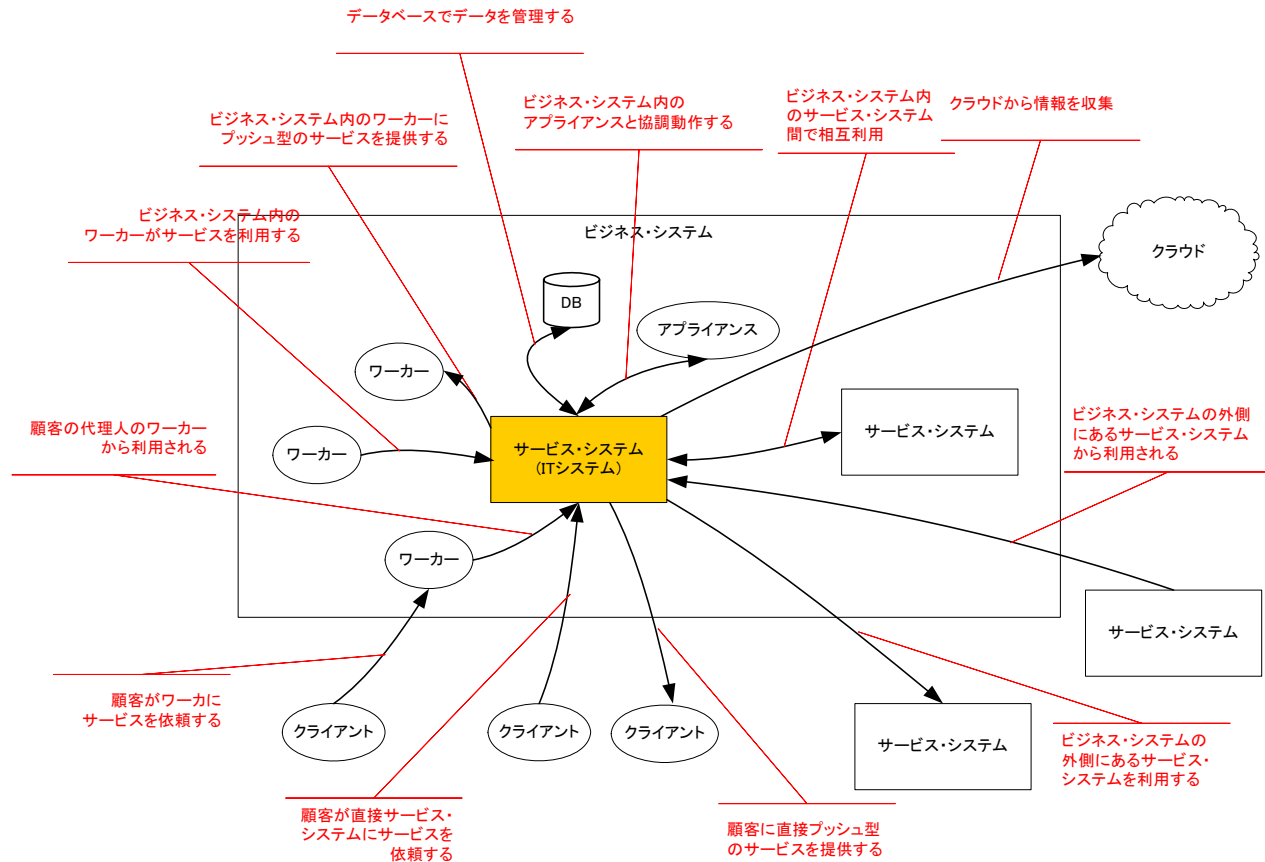 データベースでデータを管理する
ビジネス・システム内のワーカーに
プッシュ型のサービスを提供する
ビジネス・システム内の
アプライアンスと協調動作する
ビジネス・システム内
のサービス・システム
間で相互利用
クラウドから情報を収集
ビジネス・システム内の
ワーカーがサービスを利用する
ビジネス・システム
クラウド
DB
アプライアンス
ワーカー
顧客の代理人のワーカー
から利用される
ワーカー
サービス・システム
(ITシステム)
サービス・システム
ビジネス・システムの外側
にあるサービス・システム
から利用される
ワーカー
サービス・システム
顧客がワーカに
サービスを依頼する
クライアント
クライアント
クライアント
サービス・システム
ビジネス・システムの
外側にあるサービス・
システムを利用する
顧客が直接サービス・
システムにサービスを
依頼する
顧客に直接プッシュ型
のサービスを提供する